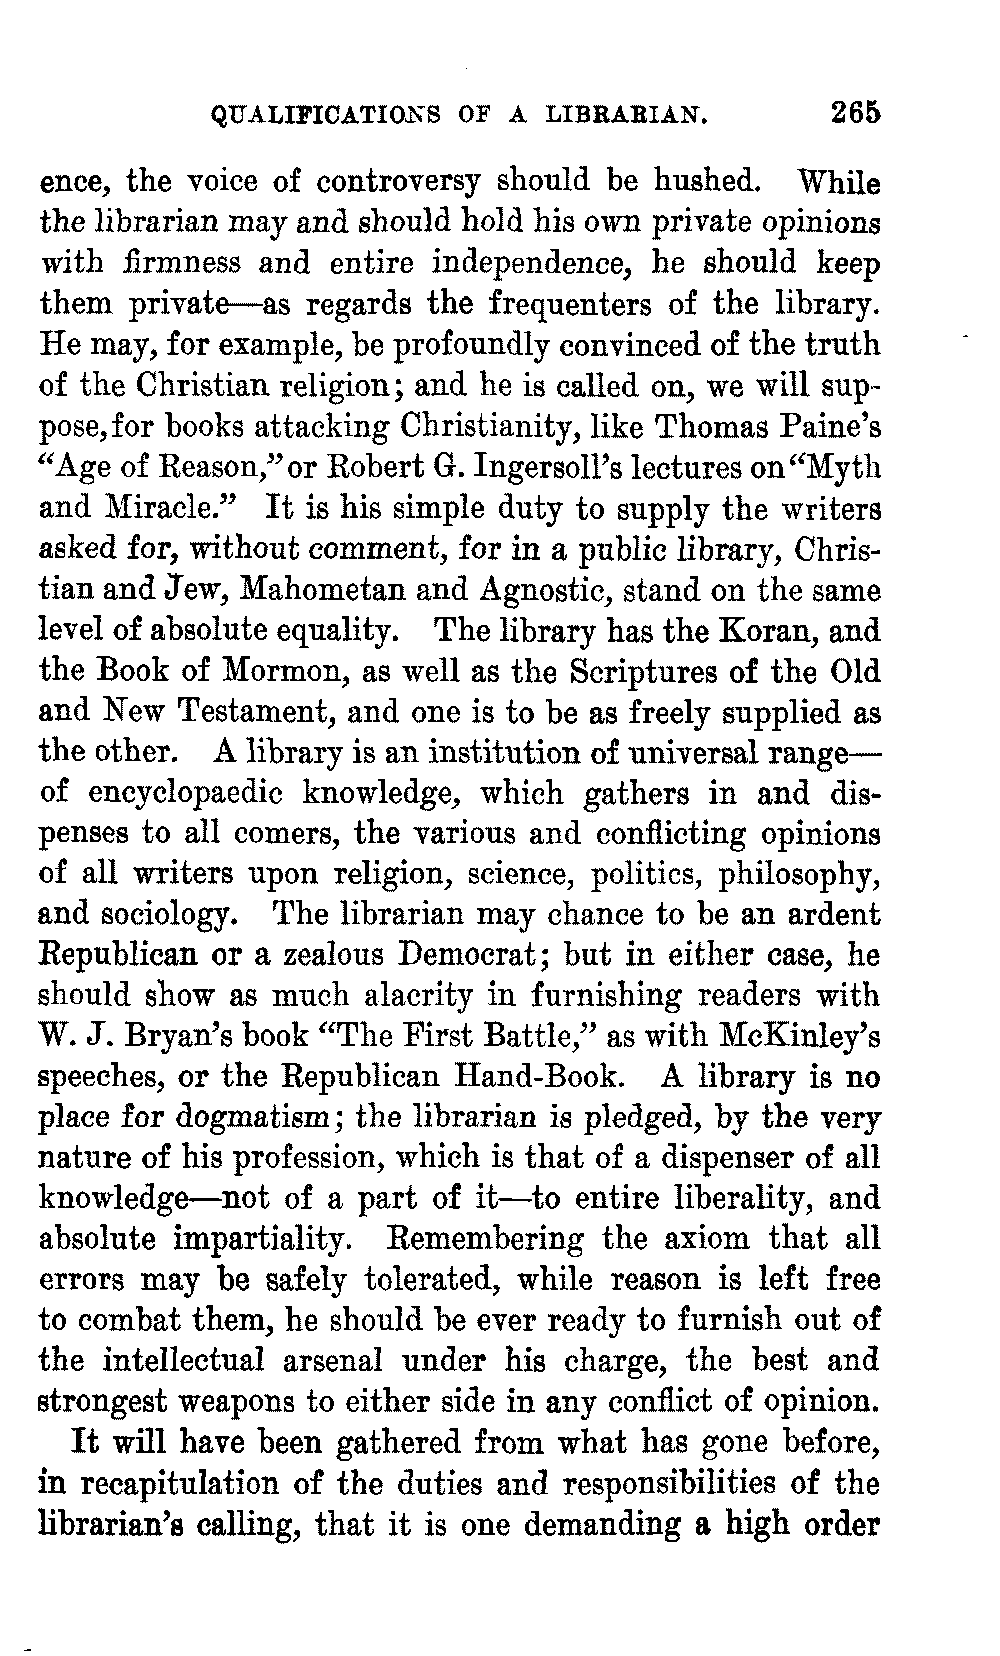 QUALIFICATIONS OF A LIBRARIAN. 265
ence, the voice of controversy should be hushed. While
the librarian may and should hold his own private opinions
with firmness and entire independence, he should keep
them private—as regards the frequenters of the library.
He may, for example, be profoundly convinced of the truth
of the Christian religion; and he is called on, we will sup-
pose, for books attacking Christianity, like Thomas Paine's
“Age of Reason,” or Robert G. Ingersoll's lectures on “Myth
and Miracle.” It is his simple duty to supply the writers
asked for, without comment, for in a public library, Chris-
tian and Jew, Mahometan and Agnostic, stand on the same
level of absolute equality. The library has the Koran, and
the Book of Mormon, as well as the Scriptures of the Old
and New Testament, and one is to be as freely supplied as
the other. A library is an institution of universal range—
of encyclopaedic knowledge, which gathers in and dis-
penses to all comers, the various and conflicting opinions
of all writers upon religion, science, politics, philosophy,
and sociology. The librarian may chance to be an ardent
Republican or a zealous Democrat; but in either case, he
should show as much alacrity in furnishing readers with
W. J. Bryan's book “The First Battle,” as with McKinley's
speeches, or the Republican Hand-Book. A library is no
place for dogmatism; the librarian is pledged, by the very
nature of his profession, which is that of a dispenser of all
knowledge—not of a part of it—to entire liberality, and
absolute impartiality. Remembering the axiom that all
errors may be safely tolerated, while reason is left free
to combat them, he should be ever ready to furnish out of
the intellectual arsenal under his charge, the best and
strongest weapons to either side in any conflict of opinion.
It will have been gathered from what has gone before,
in recapitulation of the duties and responsibilities of the
librarian's calling, that it is one demanding a high order